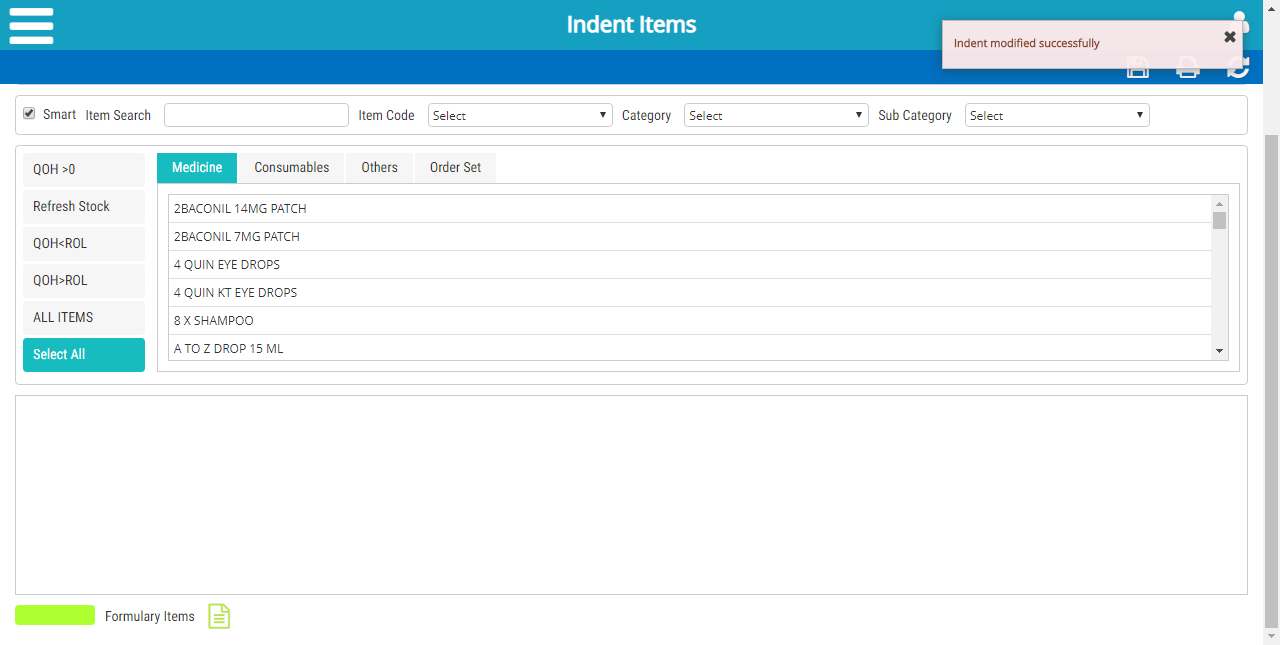 Indent Items
Indent modified successfully
Smart Item Search Item Code Select Category Select Sub Category Select
QOH >0
Refresh Stock
QOH<ROL
QOH>ROL
ALL ITEMS
Select All
Medicine Consumables Others Order Set
2BACONIL 14MG PATCH
2BACONIL 7MG PATCH
4 QUIN EYE DROPS
4 QUIN KT EYE DROPS
8 X SHAMPOO
A TO Z DROP 15 ML
Formulary Items